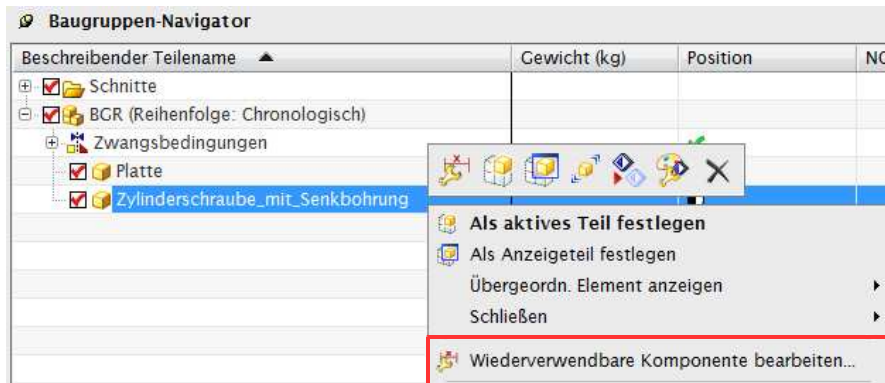 Baugruppen-Navigator
Beschreibender Teilename Gewicht (kg) Position
Schnitte
BGR (Reihenfolge: Chronologisch)
Zwangsbedingungen
Platte
Zylinderschraube_mit_Senkbohrung
Als aktives Teil festlegen
Als Anzeigeteil festlegen
Übergeordn. Element anzeigen
Schließen
Wiederverwendbare Komponente bearbeiten...